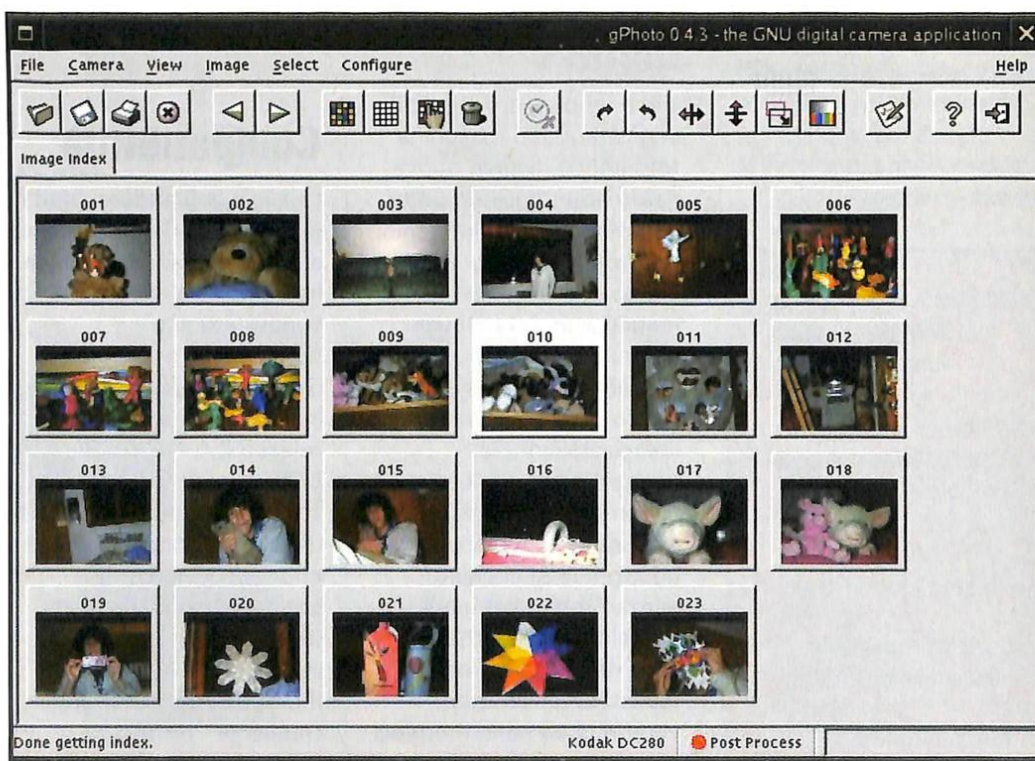 gPhoto 0.4.3 - the GNU digital camera application
File Camera View Image Select Configure Help
Image Index
001 002 003 004 005 006
007 008 009 010 011 012
013 014 015 016 017 018
019 020 021 022 023
Done getting index. Kodak DC280 Post Process